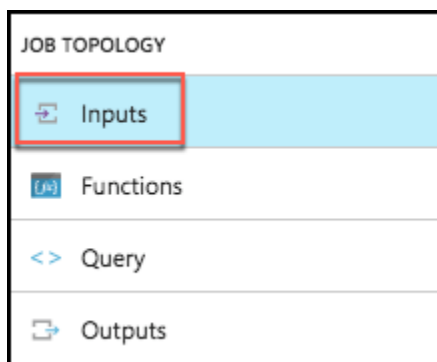 JOB TOPOLOGY
Inputs
Functions
<> Query
Outputs